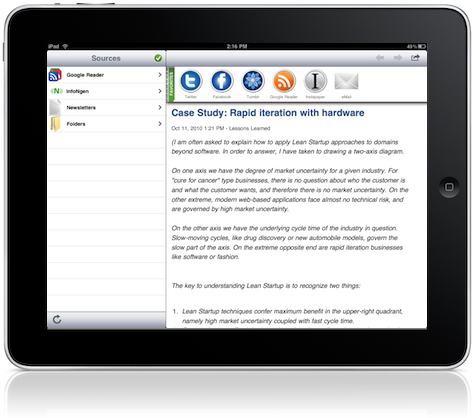 iPad
2:16 PM
49%
Sources
Google Reader
InfoNgen
Newsletters
Folders
FAVORITES
Twitter
Facebook
Tumblr
Google Reader
Instapaper
eMail
Case Study: Rapid iteration with hardware
Oct 11, 2010 1:21 PM - Lessons Learned
(I am often asked to explain how to apply Lean Startup approaches to domains
beyond software. In order to answer, I have taken to drawing a two-axis diagram.
On one axis we have the degree of market uncertainty for a given industry. For
"cure for cancer" type businesses, there is no question about who the customer is
and what the customer wants, and therefore there is no market uncertainty. On the
other extreme, modern web-based applications face almost no technical risk, and
are governed by high market uncertainty.
On the other axis we have the underlying cycle time of the industry in question.
Slow-moving cycles, like drug discovery or new automobile models, govern the
slow part of the axis. On the extreme opposite end are rapid iteration businesses
like software or fashion.
The key to understanding Lean Startup is to recognize two things:
1. Lean Startup techniques confer maximum benefit in the upper-right quadrant,
namely high market uncertainty coupled with fast cycle time.